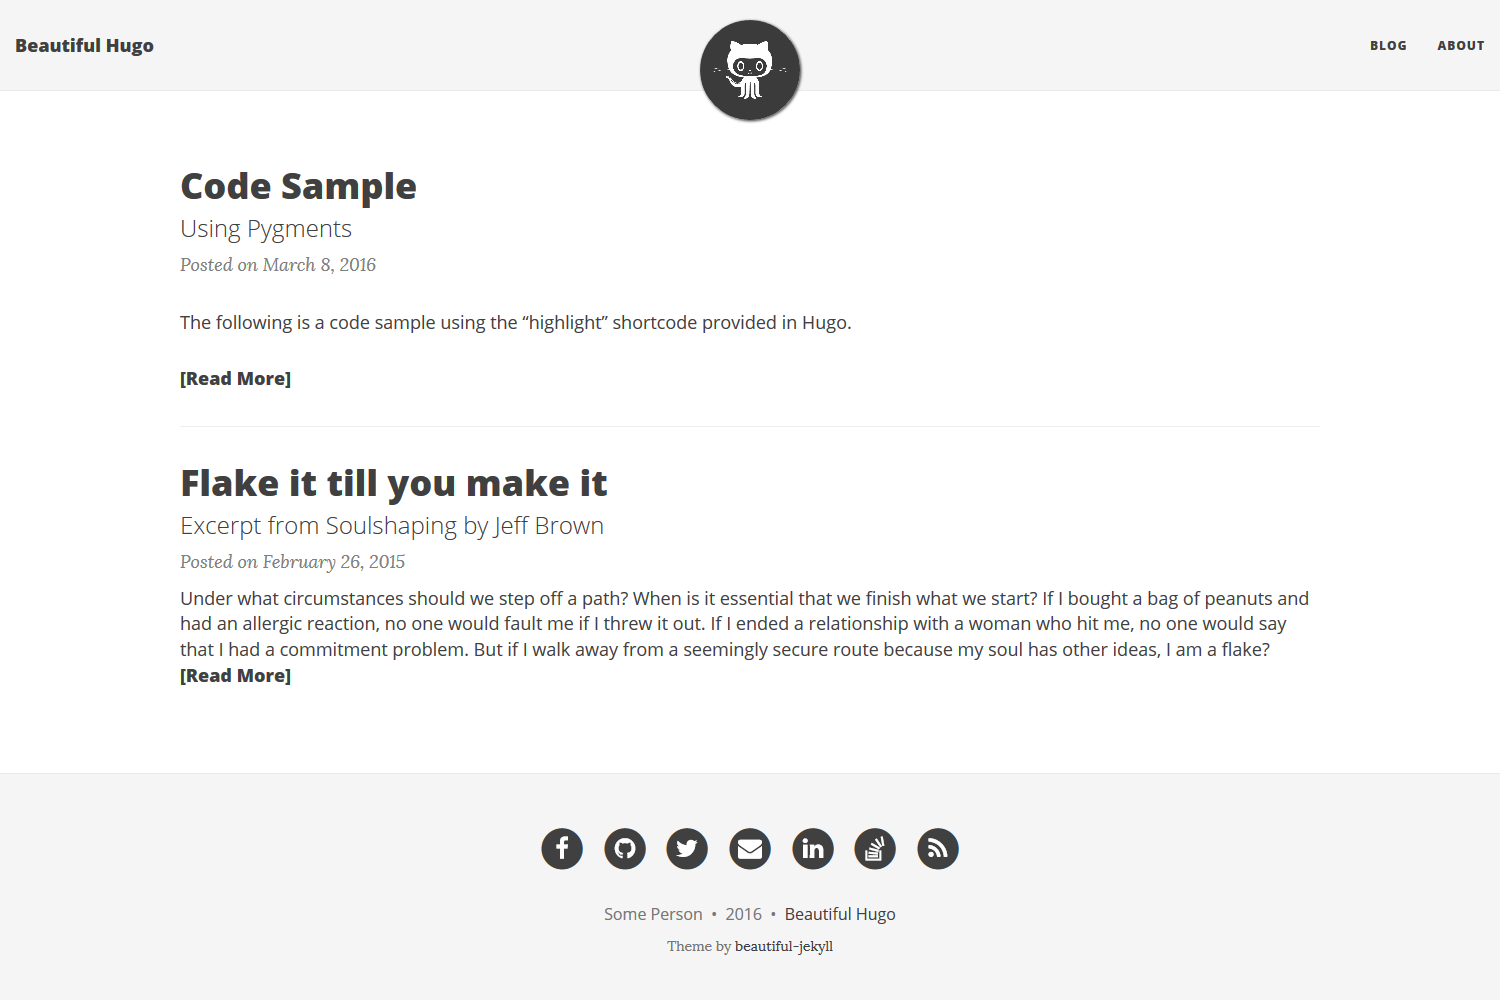 Beautiful Hugo
BLOG
ABOUT
Code Sample
Using Pygments
Posted on March 8, 2016
The following is a code sample using the “highlight” shortcode provided in Hugo.
[Read More]
Flake it till you make it
Excerpt from Soulshaping by Jeff Brown
Posted on February 26, 2015
Under what circumstances should we step off a path? When is it essential that we finish what we start? If I bought a bag of peanuts and
had an allergic reaction, no one would fault me if I threw it out. If I ended a relationship with a woman who hit me, no one would say
that I had a commitment problem. But if I walk away from a seemingly secure route because my soul has other ideas, I am a flake?
[Read More]
Some Person • 2016 • Beautiful Hugo
Theme by beautiful-jekyll